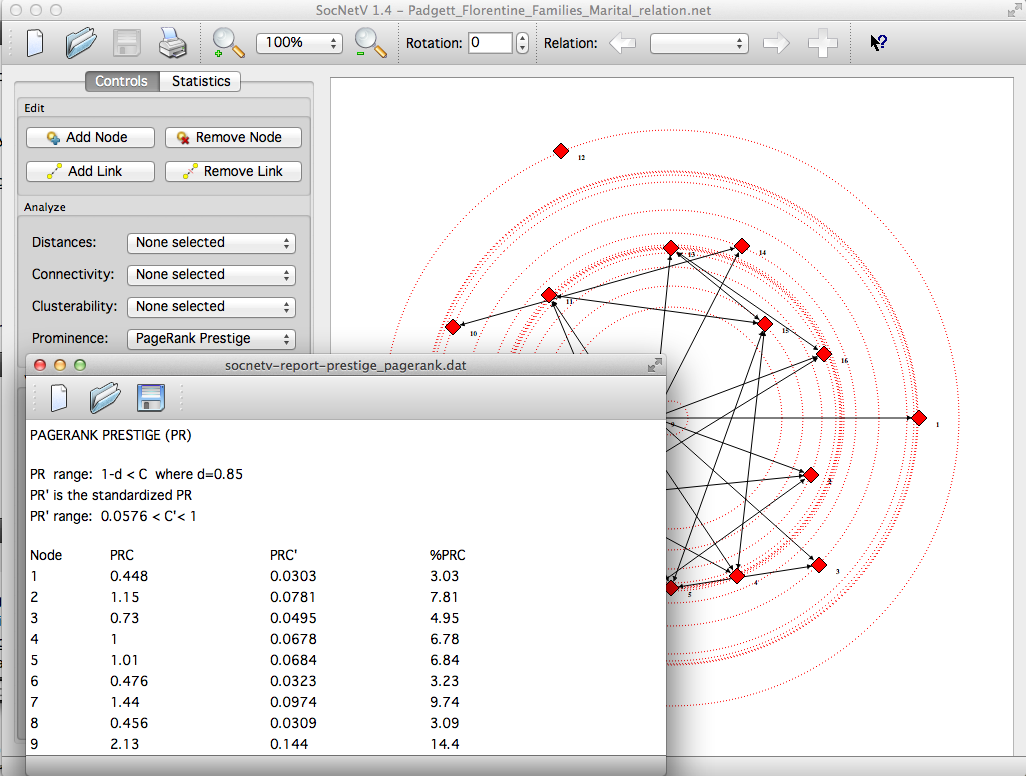 SocNetV 1.4 – Padgett_Florentine_Families_Marital_relation.net
100% Rotation: 0 Relation:
Controls Statistics
Edit
Add Node Remove Node
Add Link Remove Link
Analyze
Distances: None selected
Connectivity: None selected
Clusterability: None selected
Prominence: PageRank Prestige
12
13
14
11
10
15
16
1
2
3
4
5
socnetv-report-prestige_pagerank.dat
PAGERANK PRESTIGE (PR)
PR range: 1-d < C where d=0.85
PR' is the standardized PR
PR' range: 0.0576 < C'< 1
Node PRC PRC' %PRC
1 0.448 0.0303 3.03
2 1.15 0.0781 7.81
3 0.73 0.0495 4.95
4 1 0.0678 6.78
5 1.01 0.0684 6.84
6 0.476 0.0323 3.23
7 1.44 0.0974 9.74
8 0.456 0.0309 3.09
9 2.13 0.144 14.4